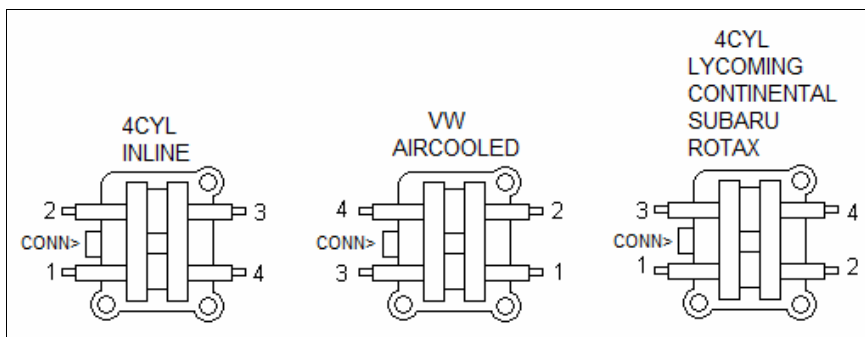 4CYL
INLINE
2
3
CONN>
1
4
VW
AIRCOOLED
4
2
CONN>
3
1
4CYL
LYCOMING
CONTINENTAL
SUBARU
ROTAX
3
4
CONN>
1
2